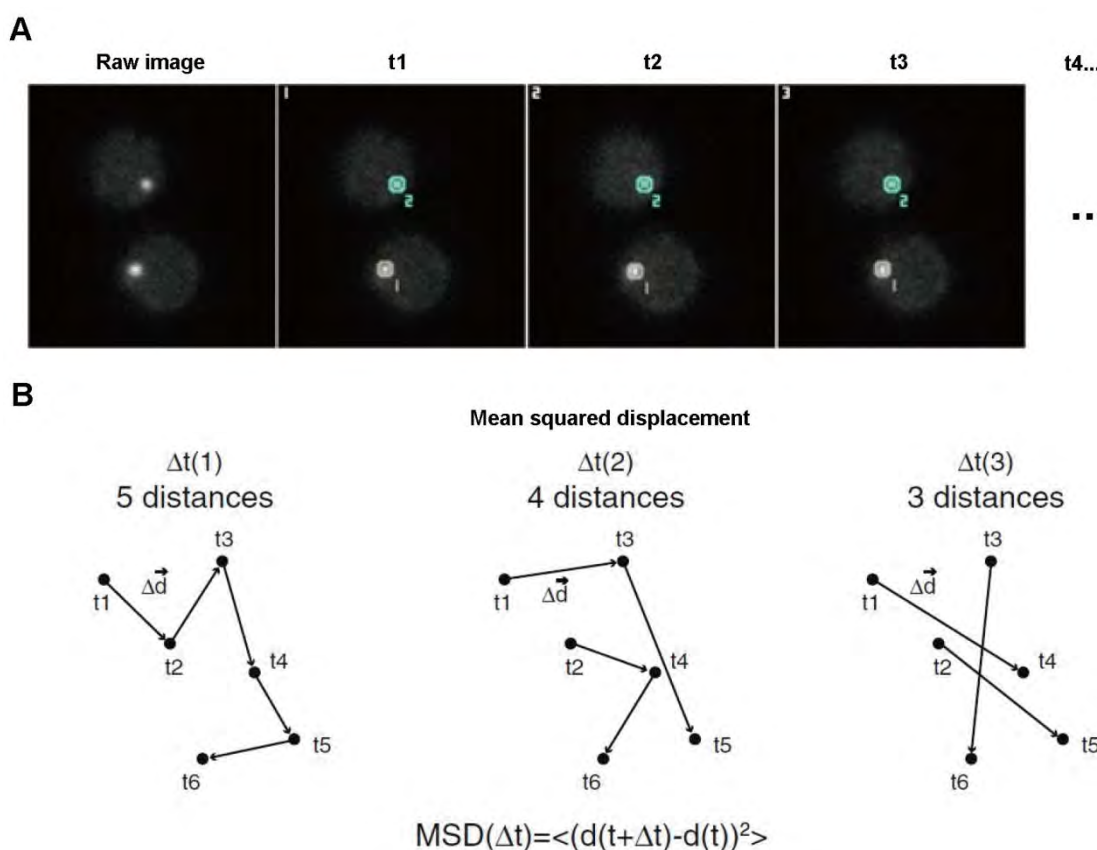 A
Raw image t1 t2 t3 t4...
1 2 3
2 2 2
...
1 1 1
B
Mean squared displacement
Δt(1) Δt(2) Δt(3)
5 distances 4 distances 3 distances
t3 t3 t3
Δd⃗ Δd⃗ Δd⃗
t1 t1 t1
t2 t4 t2 t4 t2 t4
t5 t5 t5
t6 t6 t6
MSD(Δt)=<(d(t+Δt)-d(t))²>